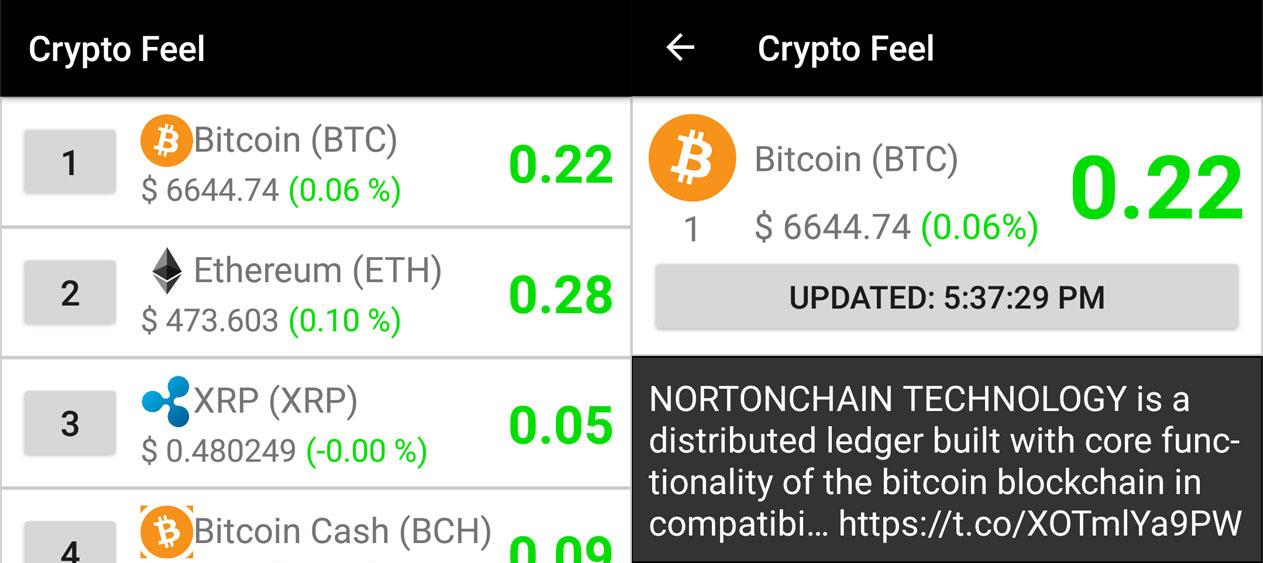 Crypto Feel
1
Bitcoin (BTC)
$ 6644.74 (0.06 %)
0.22
2
Ethereum (ETH)
$ 473.603 (0.10 %)
0.28
3
XRP (XRP)
$ 0.480249 (-0.00 %)
0.05
4
Bitcoin Cash (BCH)
0.09
Crypto Feel
Bitcoin (BTC)
1
$ 6644.74 (0.06%)
0.22
UPDATED: 5:37:29 PM
NORTONCHAIN TECHNOLOGY is a
distributed ledger built with core func-
tionality of the bitcoin blockchain in
compatibi... https://t.co/XOTmlYa9PW